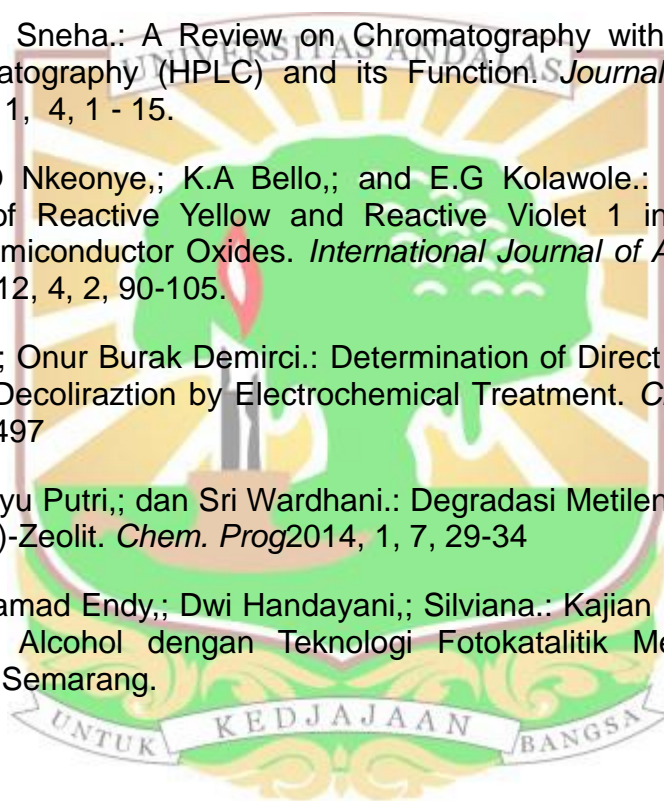 Sneha.: A Review on Chromatography with
UNIVERSITAS ANDALAS
atography (HPLC) and its Function. Journal
1, 4, 1 - 15.
Nkeonye,; K.A Bello,; and E.G Kolawole.:
of Reactive Yellow and Reactive Violet 1 in
miconductor Oxides. International Journal of A
12, 4, 2, 90-105.
; Onur Burak Demirci.: Determination of Direct
Decoliraztion by Electrochemical Treatment.
497
yu Putri,; dan Sri Wardhani.: Degradasi Metilen
)-Zeolit. Chem. Prog2014, 1, 7, 29-34
amad Endy,; Dwi Handayani,; Silviana.: Kajian
Alcohol dengan Teknologi Fotokatalitik Me
Semarang.
UNTUK KEDJAJAAN BANGSA